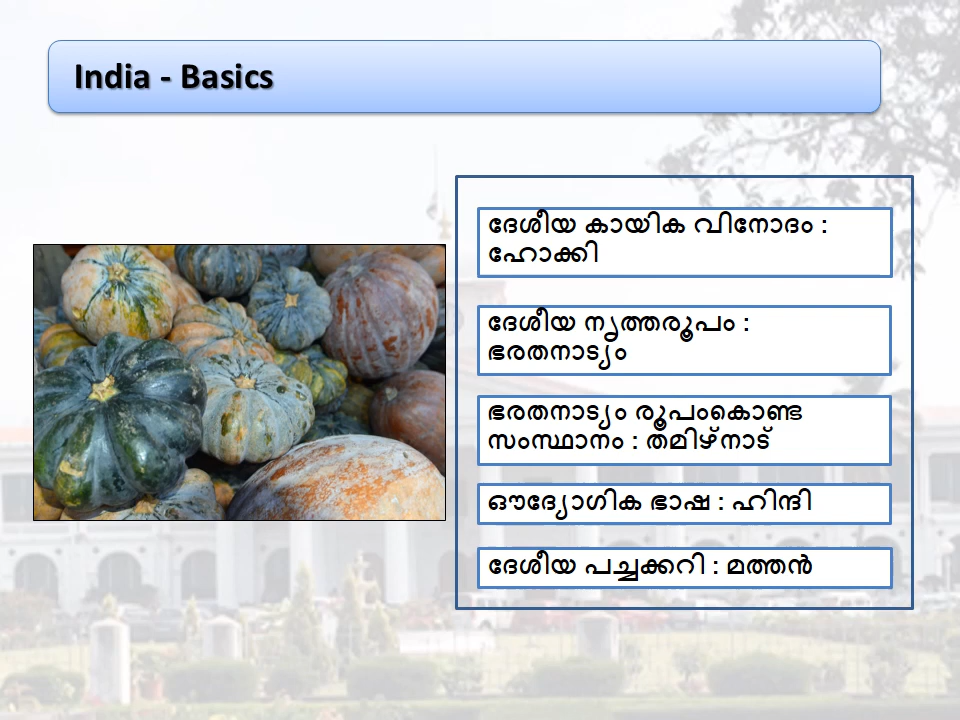 India - Basics
ദേശീയ കായിക വിനോദം :
ഹോക്കി
ദേശീയ നൃത്തരൂപം :
ഭരതനാട്യം
ഭരതനാട്യം രൂപംകൊണ്ട
സംസ്ഥാനം : തമിഴ്നാട്
ഔദ്യോഗിക ഭാഷ : ഹിന്ദി
ദേശീയ പച്ചക്കറി : മത്തൻ